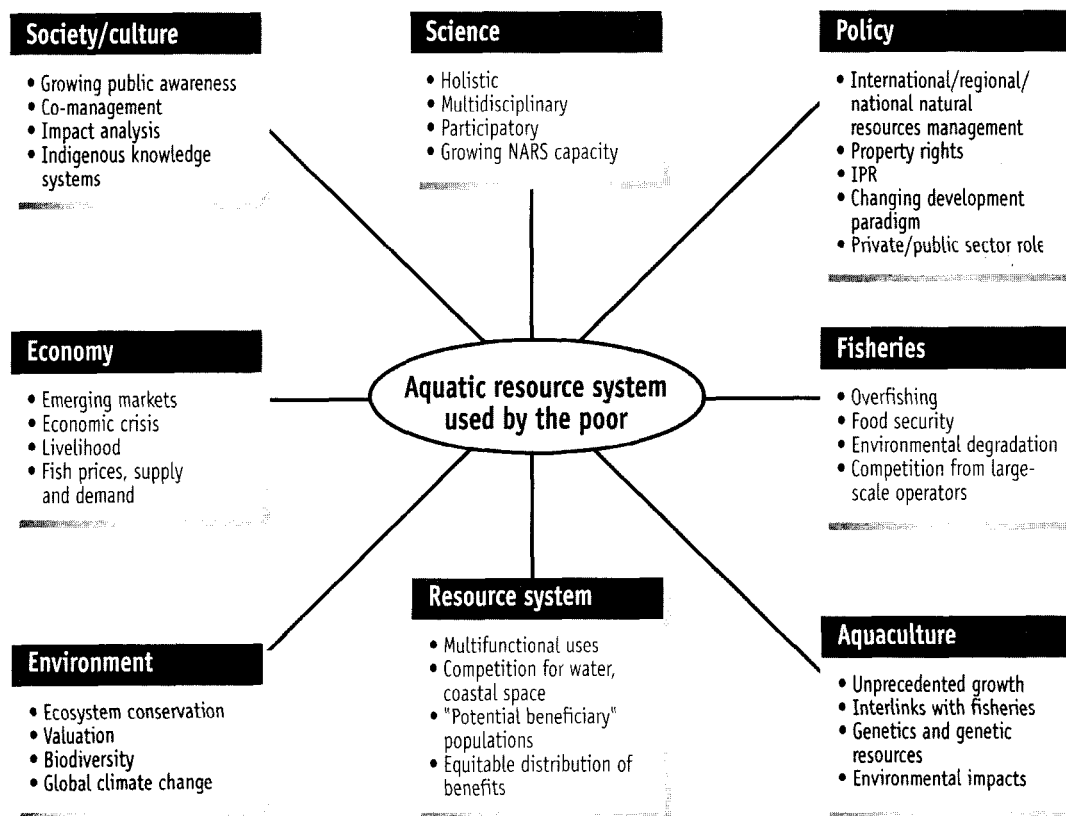 Society/culture
• Growing public awareness
• Co-management
• Impact analysis
• Indigenous knowledge
systems
Science
• Holistic
• Multidisciplinary
• Participatory
• Growing NARS capacity
Policy
• International/regional/
national natural
resources management
• Property rights
• IPR
• Changing development
paradigm
• Private/public sector role
Economy
• Emerging markets
• Economic crisis
• Livelihood
• Fish prices, supply
and demand
Aquatic resource system
used by the poor
Fisheries
• Overfishing
• Food security
• Environmental degradation
• Competition from large-
scale operators
Environment
• Ecosystem conservation
• Valuation
• Biodiversity
• Global climate change
Resource system
• Multifunctional uses
• Competition for water,
coastal space
• "Potential beneficiary"
populations
• Equitable distribution of
benefits
Aquaculture
• Unprecedented growth
• Interlinks with fisheries
• Genetics and genetic
resources
• Environmental impacts